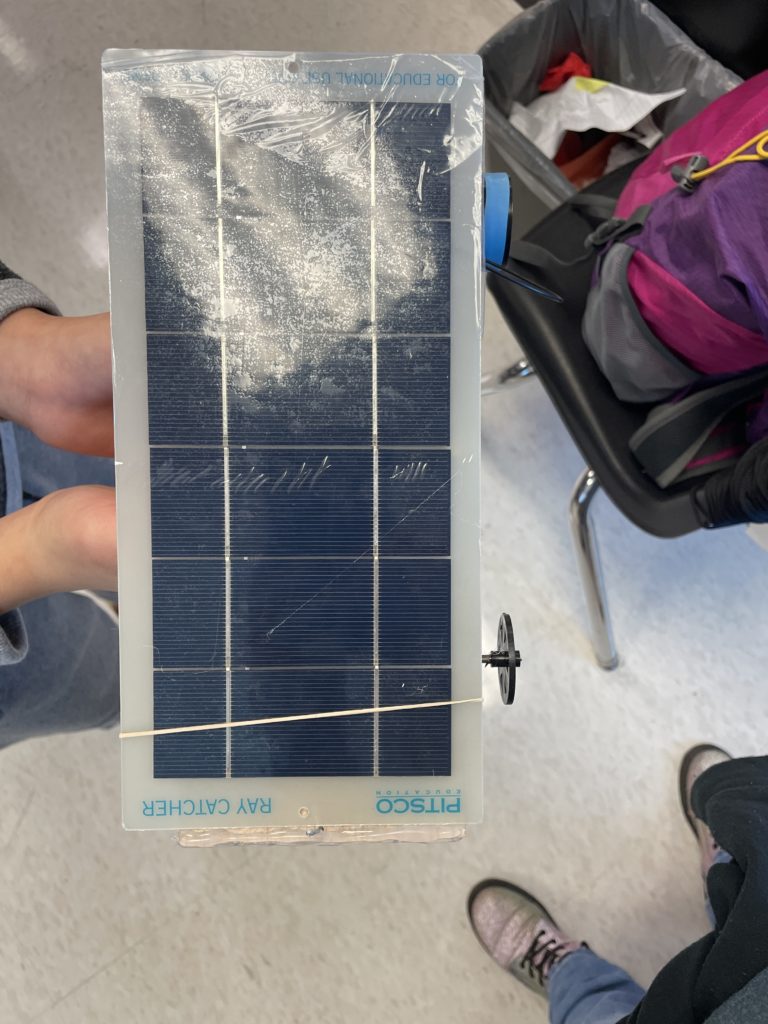 PITSCO
EDUCATION
RAY CATCHER
FOR EDUCATIONAL USE